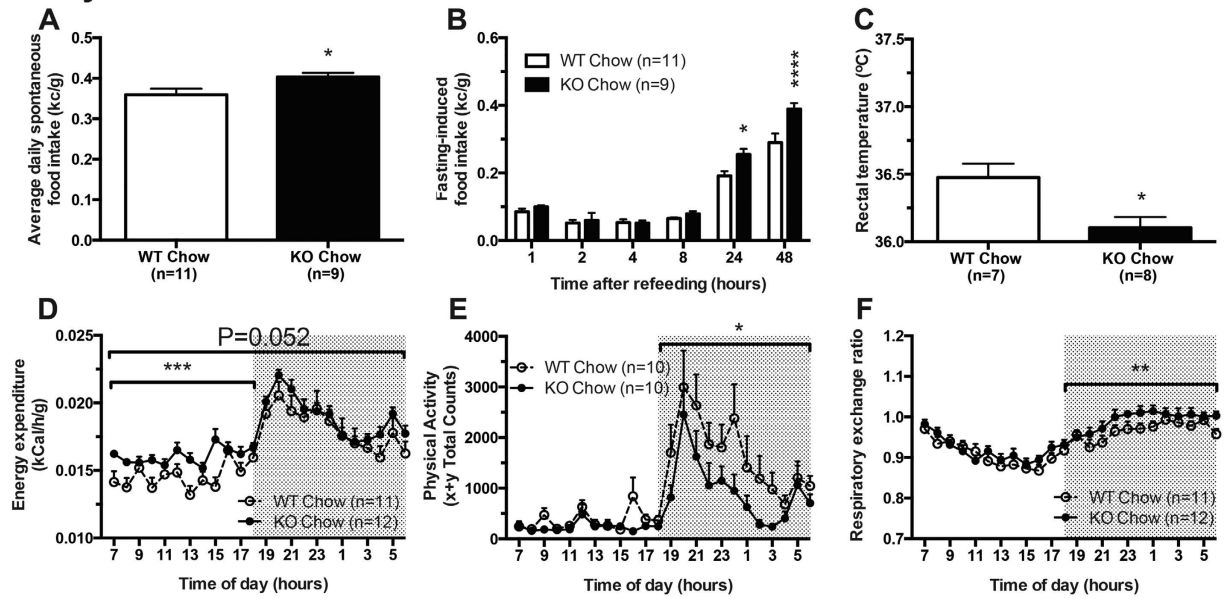 A
Average daily spontaneous
food intake (kc/g)
0.5
0.4
0.3
0.2
0.1
0.0
*
WT Chow
(n=11)
KO Chow
(n=9)
B
Fasting-induced
food intake (kc/g)
0.6
0.4
0.2
0.0
WT Chow (n=11)
KO Chow (n=9)
*
****
1 2 4 8 24 48
Time after refeeding (hours)
C
Rectal temperature (ºC)
37.5
37.0
36.5
36.0
*
WT Chow
(n=7)
KO Chow
(n=8)
D
Energy expenditure
(kCal/h/g)
0.025
0.020
0.015
0.010
P=0.052
***
WT Chow (n=11)
KO Chow (n=12)
7 9 11 13 15 17 19 21 23 1 3 5
Time of day (hours)
E
Physical Activity
(x+y Total Counts)
4000
3000
2000
1000
0
*
WT Chow (n=10)
KO Chow (n=10)
7 9 11 13 15 17 19 21 23 1 3 5
Time of day (hours)
F
Respiratory exchange ratio
1.2
1.1
1.0
0.9
0.8
0.7
**
WT Chow (n=11)
KO Chow (n=12)
7 9 11 13 15 17 19 21 23 1 3 5
Time of day (hours)